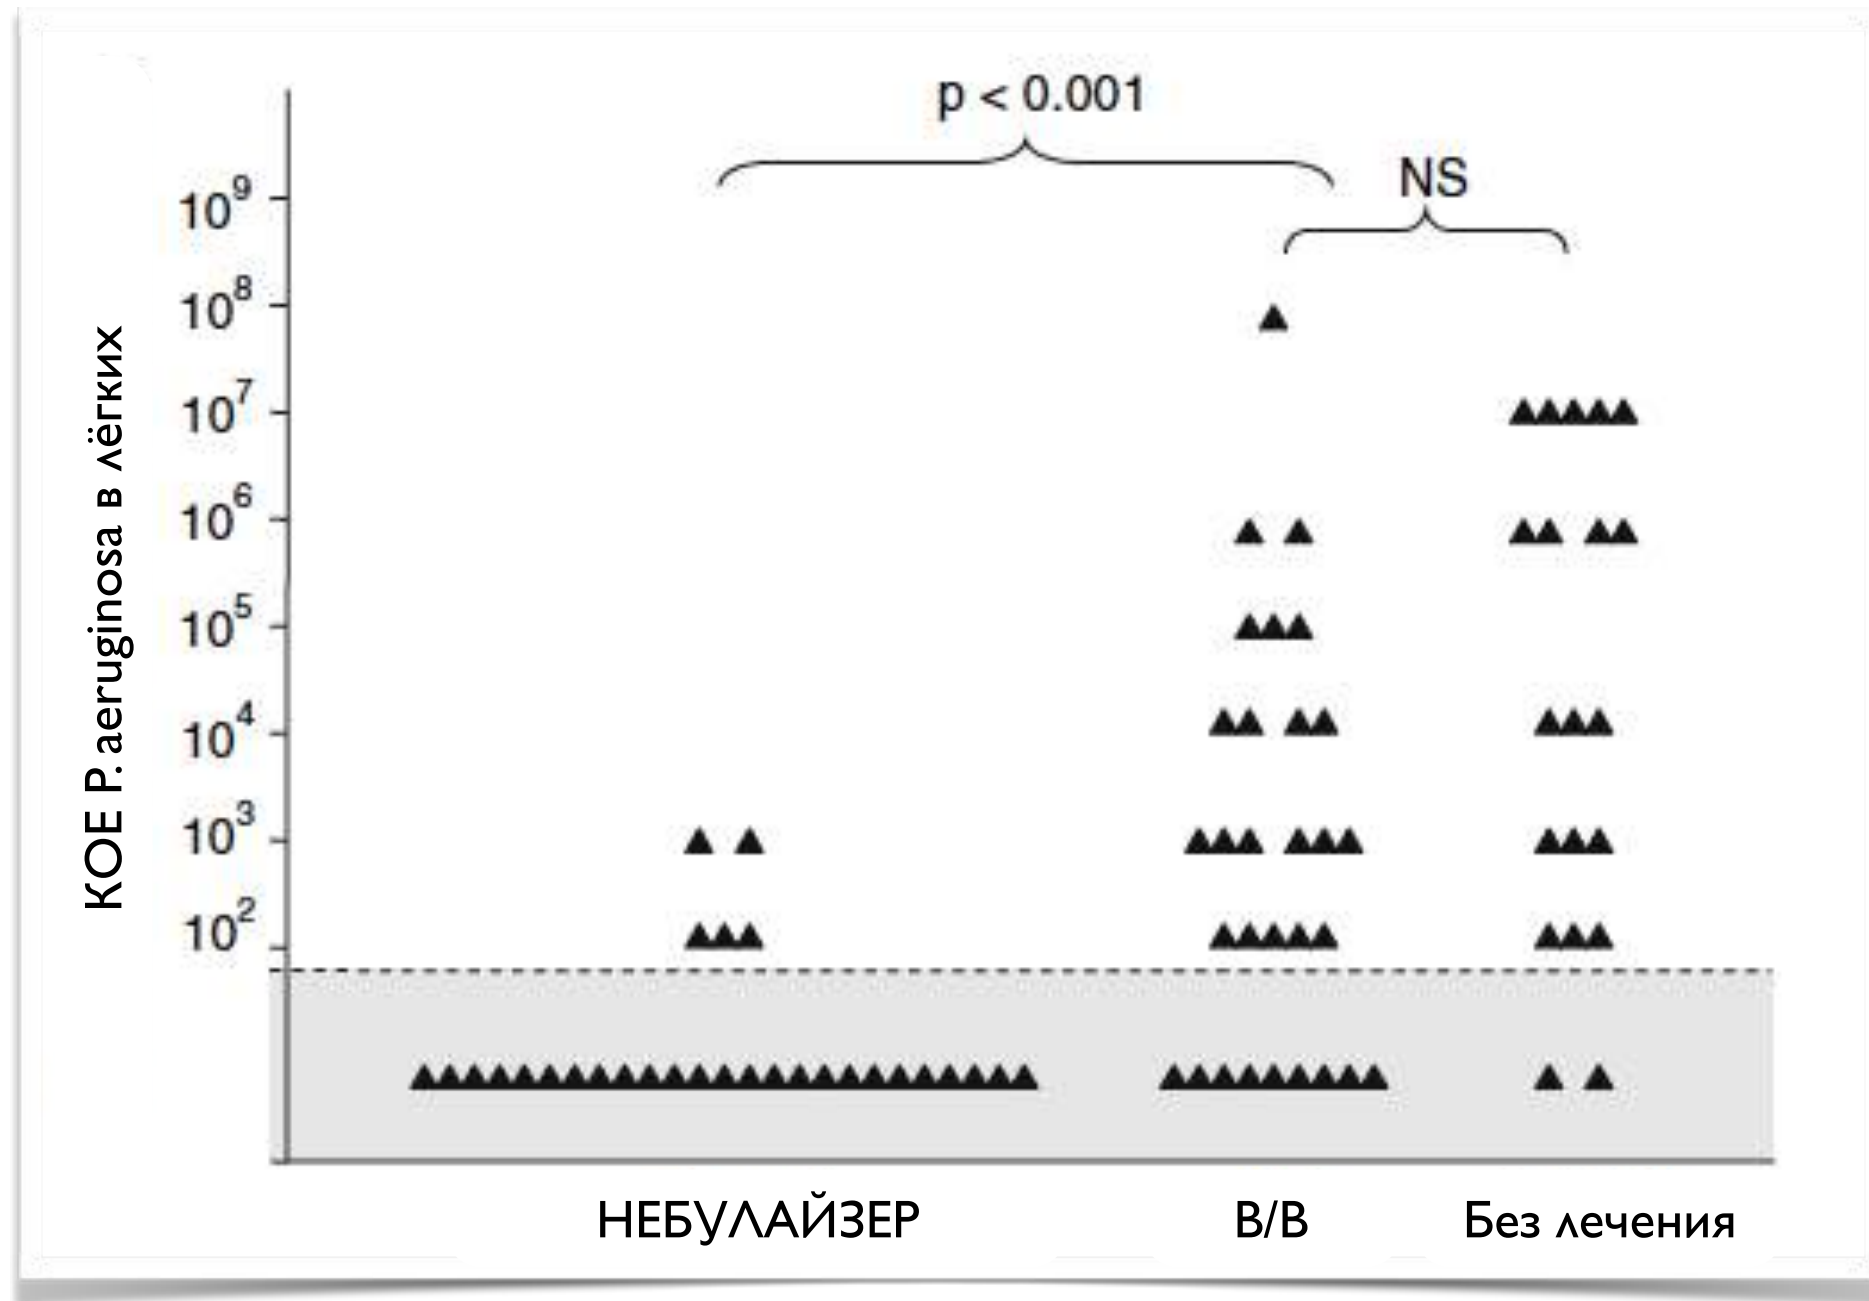 p < 0.001
NS
10⁹
10⁸
10⁷
10⁶
10⁵
10⁴
10³
10²
КОЕ P. aeruginosa в лёгких
НЕБУЛАЙЗЕР В/В Без лечения